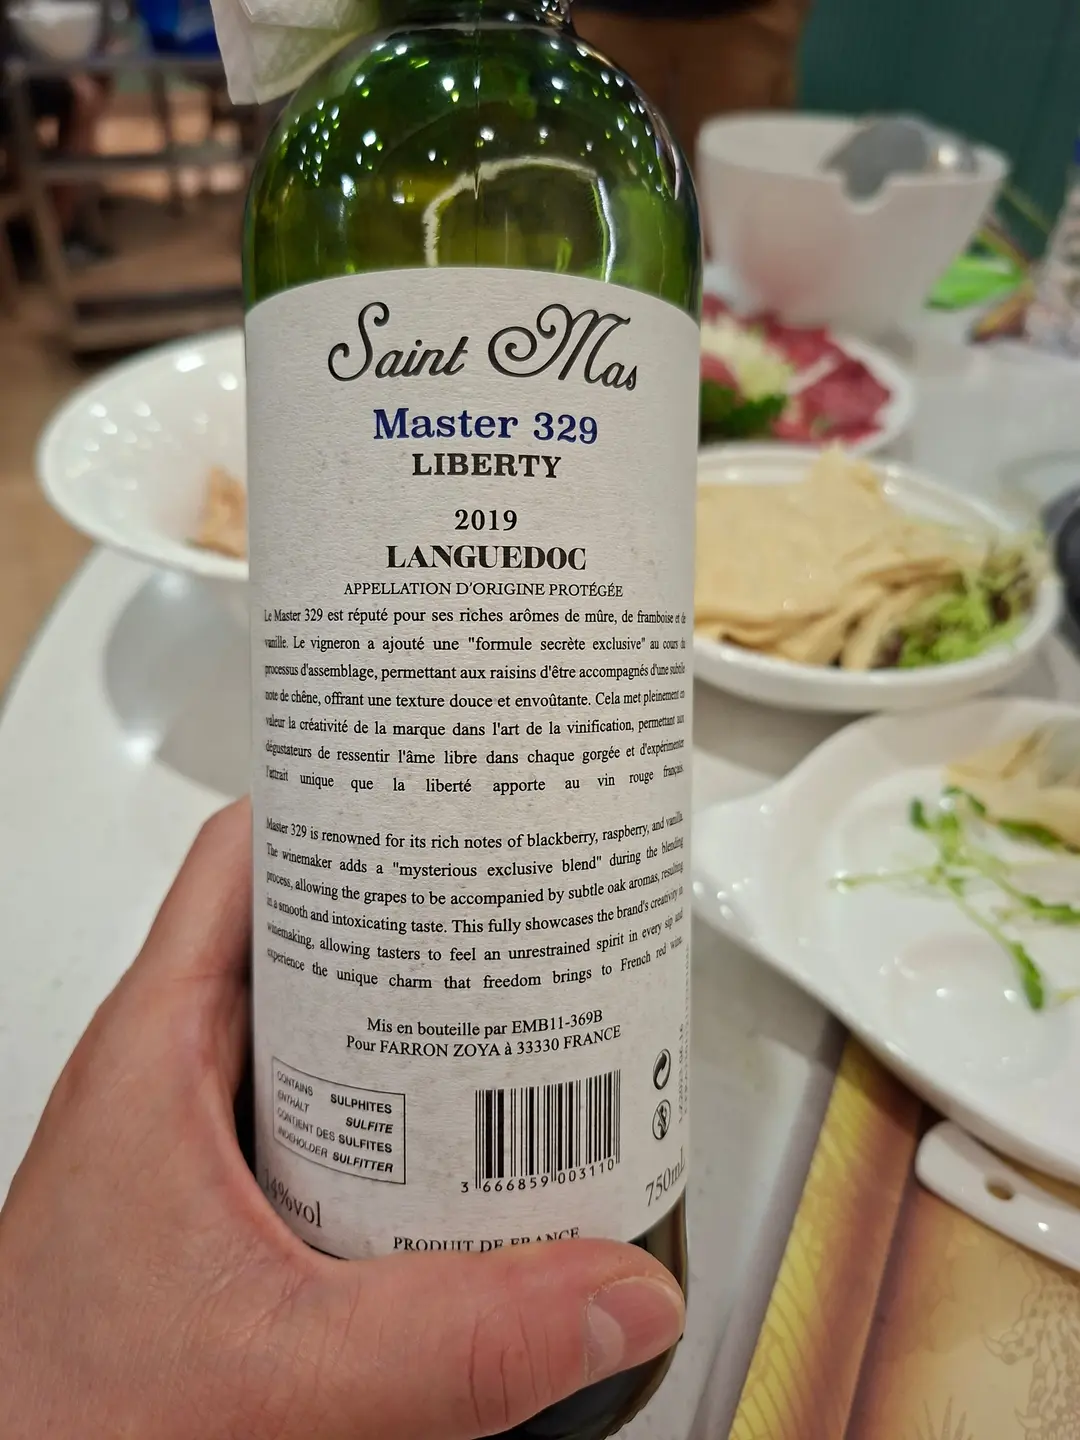 Saint Mas
Master 329
LIBERTY
2019
LANGUEDOC
APPELLATION D'ORIGINE PROTÉGÉE
Le Master 329 est réputé pour ses riches arômes de mûre, de framboise et de
vanille. Le vigneron a ajouté une "formule secrète exclusive" au cours du
processus d'assemblage, permettant aux raisins d'être accompagnés d'une subtile
note de chêne, offrant une texture douce et envoûtante. Cela met pleinement en
valeur la créativité de la marque dans l'art de la vinification, permettant aux
dégustateurs de ressentir l'âme libre dans chaque gorgée et d'expérimenter
l'attrait unique que la liberté apporte au vin rouge français.
Master 329 is renowned for its rich notes of blackberry, raspberry, and vanilla.
The winemaker adds a "mysterious exclusive blend" during the blending
process, allowing the grapes to be accompanied by subtle oak aromas, resulting
in a smooth and intoxicating taste. This fully showcases the brand's creativity in
winemaking, allowing tasters to feel an unrestrained spirit in every sip and
experience the unique charm that freedom brings to French red wine.
Mis en bouteille par EMB11-369B
Pour FARRON ZOYA à 33330 FRANCE
CONTAINS SULPHITES
ENTHÄLT SULFITE
CONTIENT DES SULFITES
INDEHOLDER SULFITTER
3 666859 003110
14%vol
750mL
PRODUIT DE FRANCE